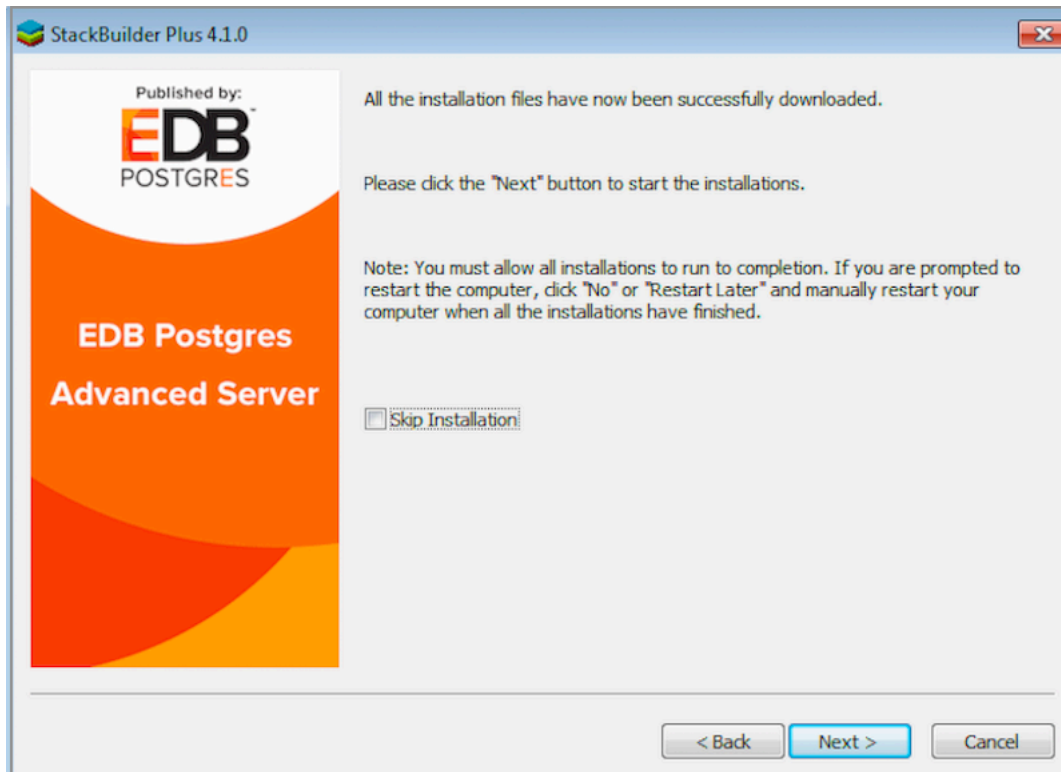 StackBuilder Plus 4.1.0
Published by:
EDB™
POSTGRES
EDB Postgres
Advanced Server
All the installation files have now been successfully downloaded.
Please click the "Next" button to start the installations.
Note: You must allow all installations to run to completion. If you are prompted to
restart the computer, click "No" or "Restart Later" and manually restart your
computer when all the installations have finished.
Skip Installation
< Back
Next >
Cancel